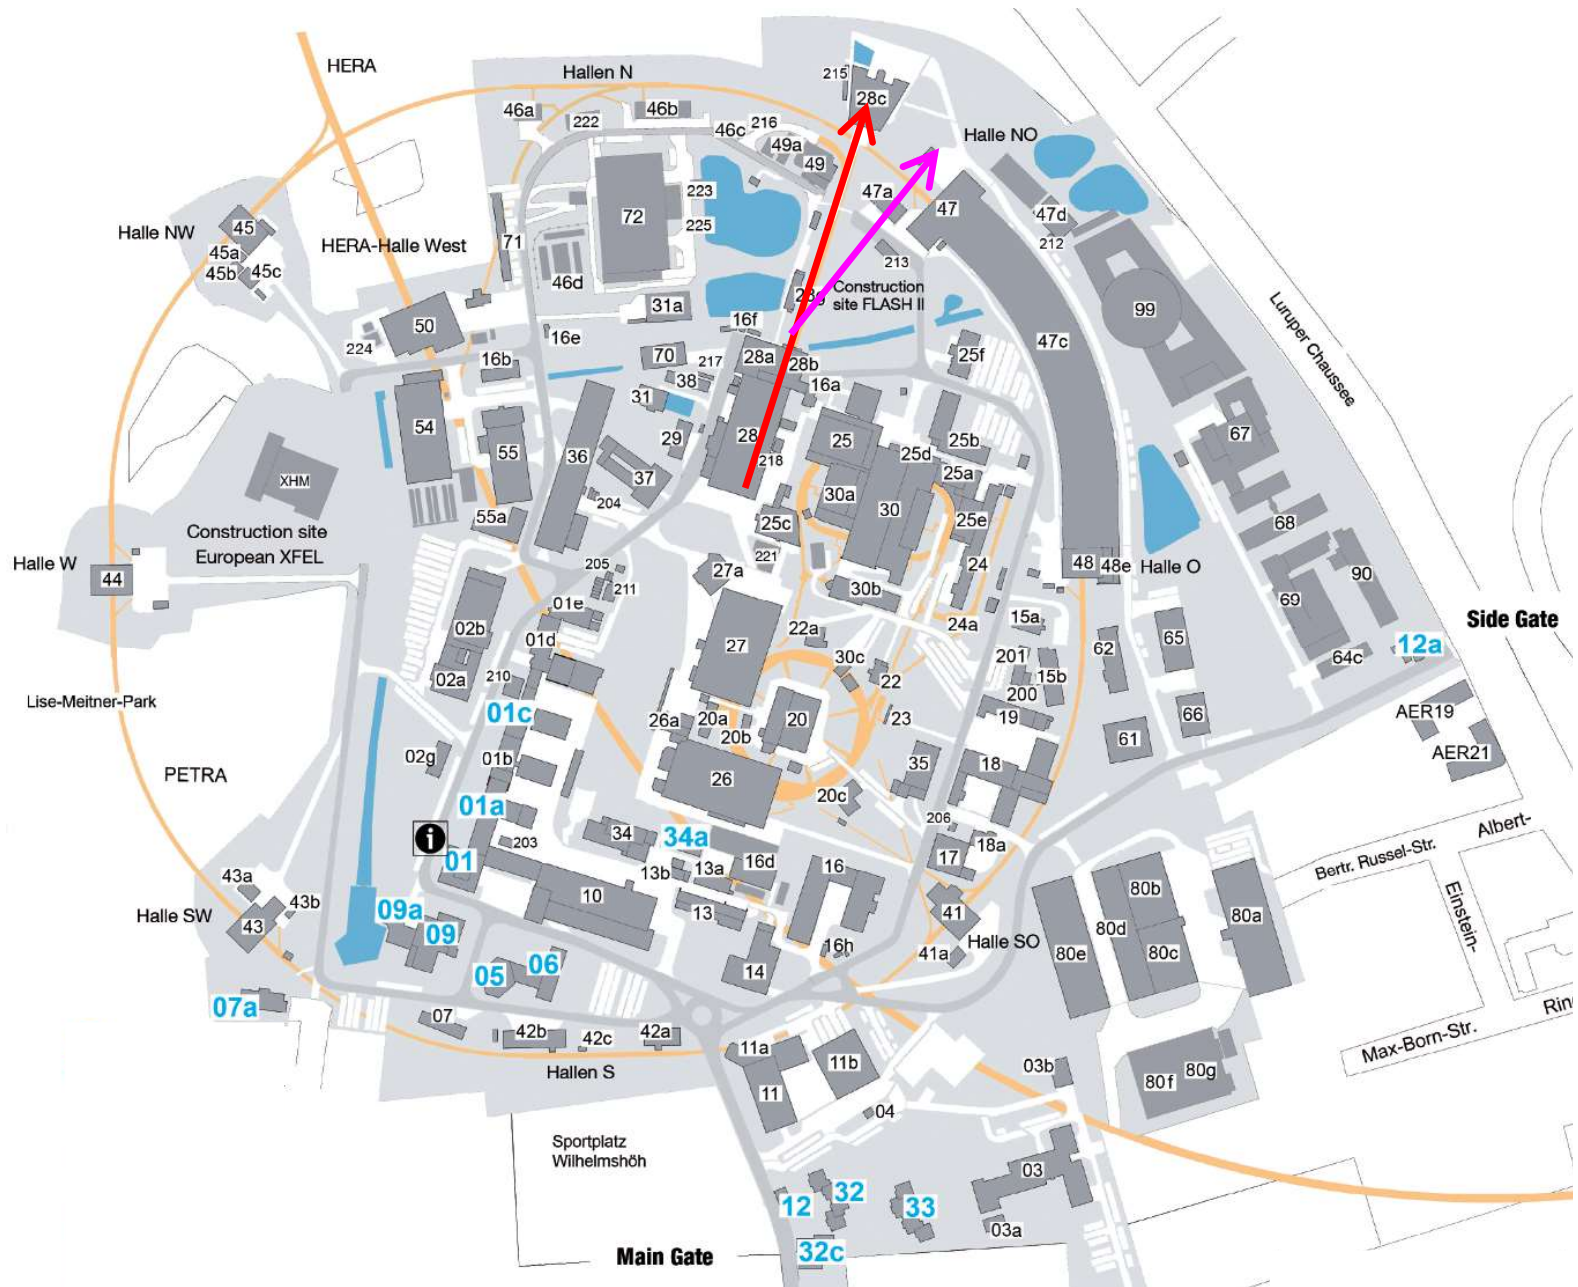 HERA
Hallen N
215
28c
46a
222
46b
46c
216
49a
49
Halle NO
47a
47
47d
212
72
223
225
45
Halle NW
45a
45b
45c
HERA-Halle West
71
46d
213
28g
Construction
site FLASH II
99
31a
50
224
16e
16f
16b
70
217
28a
28b
25f
47c
Luruper Chaussee
38
31
16a
54
55
36
29
28
218
25
25b
25d
25a
67
37
XHM
204
30a
30
25e
55a
25c
221
68
Construction site
European XFEL
Halle W
44
205
211
27a
30b
24
48
48e
Halle O
90
69
02b
01e
01d
22a
24a
15a
Side Gate
12a
27
30c
201
62
65
64c
02a
210
22
15b
200
Lise-Meitner-Park
01c
26a
20a
20b
20
23
19
66
AER19
61
AER21
02g
01b
26
35
18
PETRA
01a
20c
206
203
34
34a
18a
Albert-
Bertr. Russel-Str.
01
13b
13a
16d
16
17
43a
10
80b
Einstein-
43b
09a
13
41
80d
80a
Halle SW
43
09
Halle SO
16h
41a
80e
80c
05
06
14
07a
07
42b
42c
42a
Ring
Max-Born-Str.
11a
11b
03b
80f
80g
Hallen S
11
04
Sportplatz
Wilhelmshöh
03
12
32
33
03a
Main Gate
32c